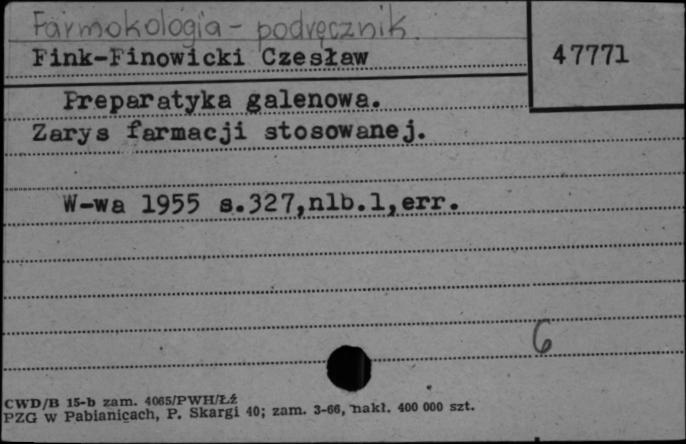 Farmokologia - podręcznik.
Fink-Finowicki Czesław
47771
Preparatyka galenowa.
Zarys farmacji stosowanej.
W-wa 1955 s.327,nlb.1,err.
6
CWD/B 15-b zam. 4065/PWH/Łź
PZG w Pabianicach, P. Skargi 40; zam. 3-66, nakł. 400 000 szt.